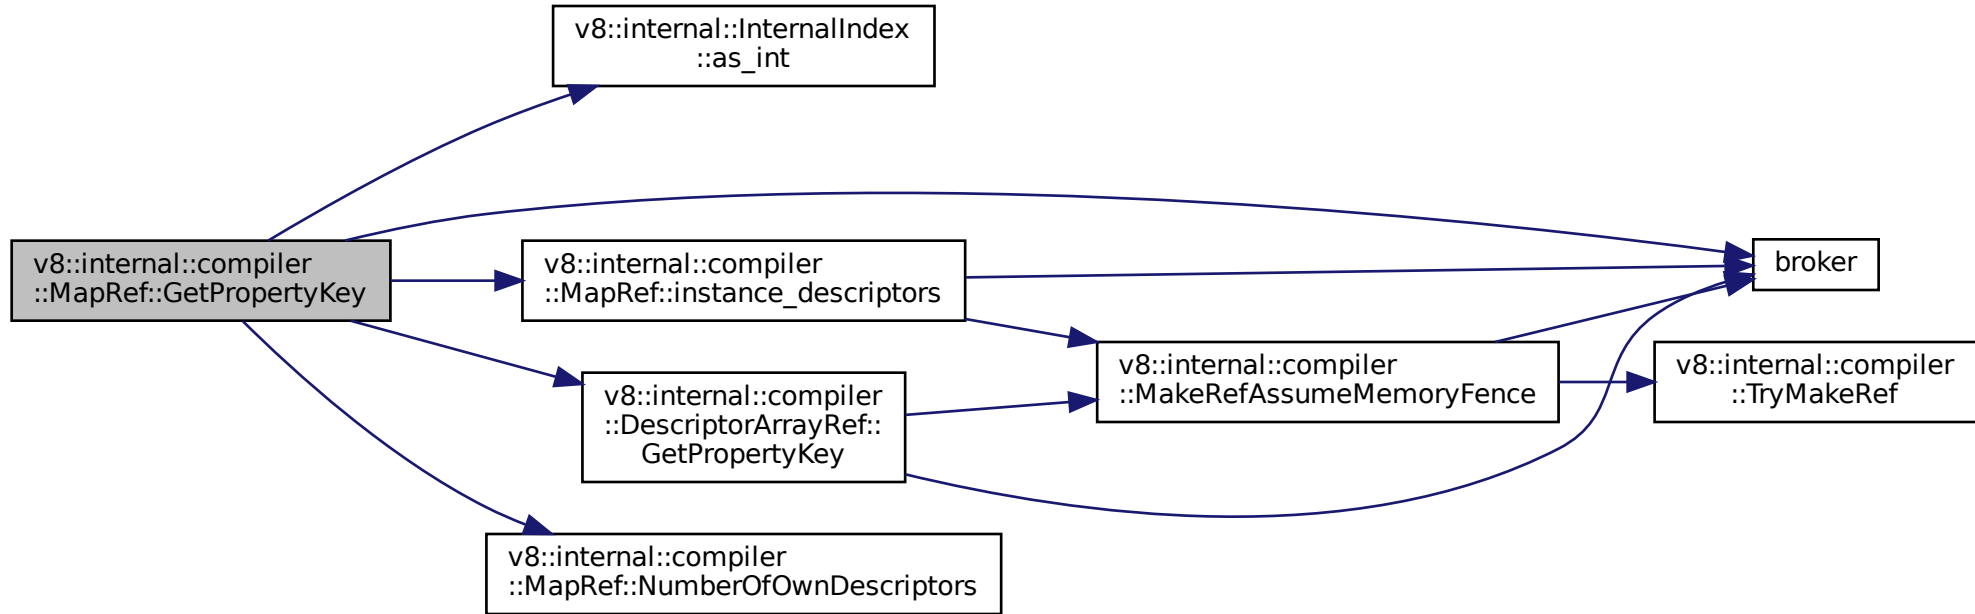 v8::internal::InternalIndex
::as_int
v8::internal::compiler
::MapRef::GetPropertyKey
v8::internal::compiler
::MapRef::instance_descriptors
broker
v8::internal::compiler
::MakeRefAssumeMemoryFence
v8::internal::compiler
::TryMakeRef
v8::internal::compiler
::DescriptorArrayRef::
GetPropertyKey
v8::internal::compiler
::MapRef::NumberOfOwnDescriptors